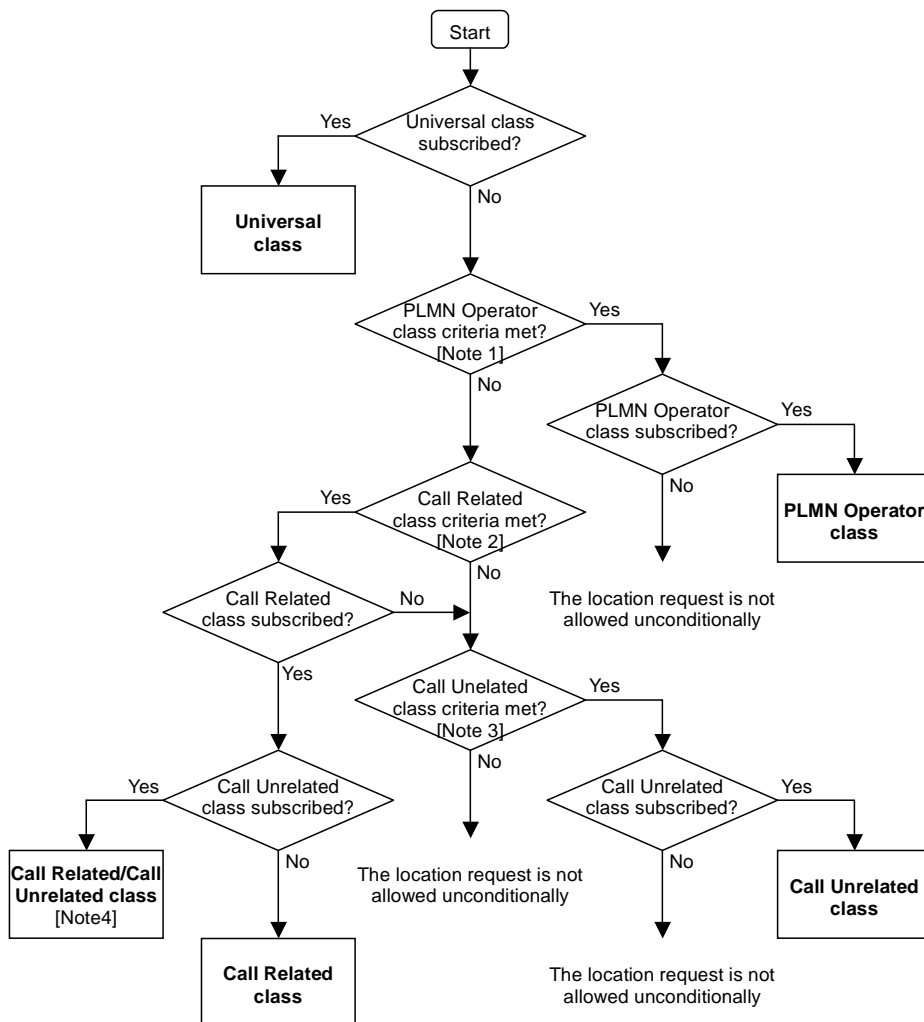 Start
Universal class
subscribed?
Yes
No
Universal
class
PLMN Operator
class criteria met?
[Note 1]
Yes
No
PLMN Operator
class subscribed?
Yes
No
PLMN Operator
class
The location request is not
allowed unconditionally
Call Related
class criteria met?
[Note 2]
Yes
No
Call Related
class subscribed?
No
Yes
Call Unelated
class criteria met?
[Note 3]
Yes
No
Call Unrelated
class subscribed?
Yes
No
Call Related/Call
Unrelated class
[Note4]
Call Related
class
The location request is not
allowed unconditionally
Call Unrelated
class subscribed?
Yes
No
Call Unrelated
class
The location request is not
allowed unconditionally